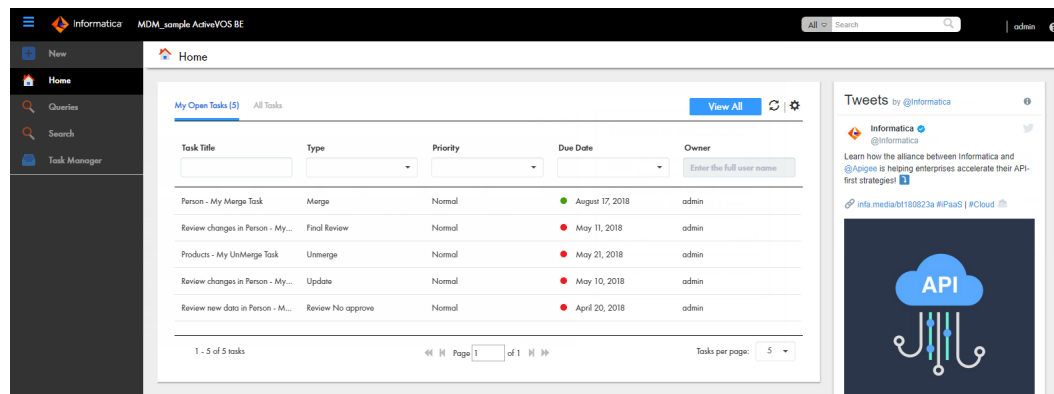 Informatica MDM_sample ActiveVOS BE All Search admin
New
Home
Queries
Search
Task Manager
Home
My Open Tasks (5) All Tasks View All
Task Title Type Priority Due Date Owner
Enter the full user name
Person - My Merge Task Merge Normal August 17, 2018 admin
Review changes in Person - My... Final Review Normal May 11, 2018 admin
Products - My UnMerge Task Unmerge Normal May 21, 2018 admin
Review changes in Person - My... Update Normal May 10, 2018 admin
Review new data in Person - M... Review No approve Normal April 20, 2018 admin
1 - 5 of 5 tasks Page 1 of 1 Tasks per page: 5
Tweets by @Informatica
Informatica
@Informatica
Learn how the alliance between Informatica and
@Apigee is helping enterprises accelerate their API-
first strategies!
infa.media/bt180823a #iPaaS | #Cloud
API